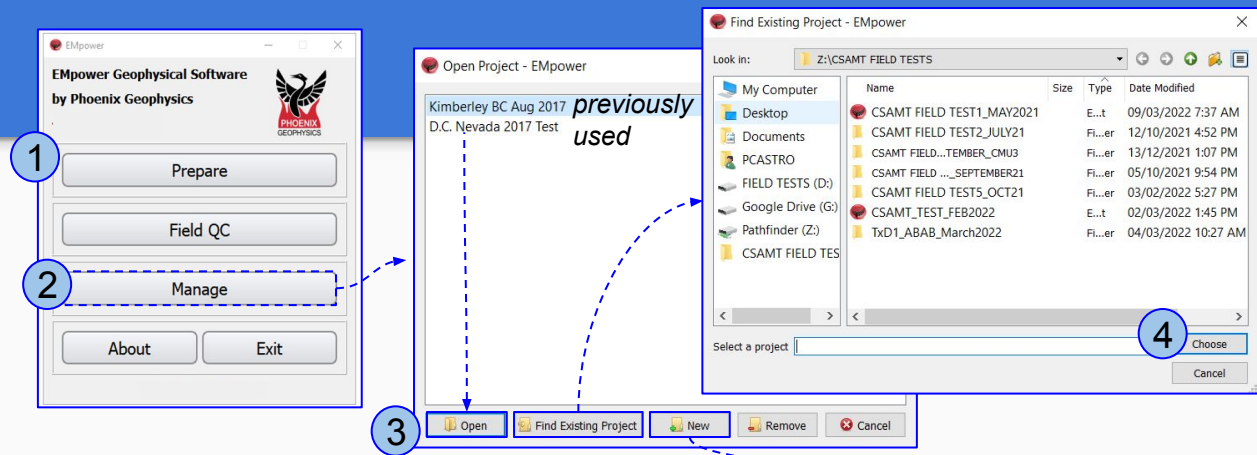 EMpower
EMpower Geophysical Software
by Phoenix Geophysics
PHOENIX
GEOPHYSICS
1
Prepare
Field QC
2
Manage
About
Exit
Open Project - EMpower
Kimberley BC Aug 2017
D.C. Nevada 2017 Test
previously
used
3
Open
Find Existing Project
New
Remove
Cancel
Find Existing Project - EMpower
Look in:
Z:\CSAMT FIELD TESTS
My Computer
Desktop
Documents
PCASTRO
FIELD TESTS (D:)
Google Drive (G:)
Pathfinder (Z:)
CSAMT FIELD TES
Name Size Type Date Modified
CSAMT FIELD TEST1_MAY2021 E...t 09/03/2022 7:37 AM
CSAMT FIELD TEST2_JULY21 Fi...er 12/10/2021 4:52 PM
CSAMT FIELD...TEMBER_CMU3 Fi...er 13/12/2021 1:07 PM
CSAMT FIELD ..._SEPTEMBER21 Fi...er 05/10/2021 9:54 PM
CSAMT FIELD TEST5_OCT21 Fi...er 03/02/2022 5:27 PM
CSAMT_TEST_FEB2022 E...t 02/03/2022 1:45 PM
TxD1_ABAB_March2022 Fi...er 04/03/2022 10:27 AM
Select a project
4
Choose
Cancel